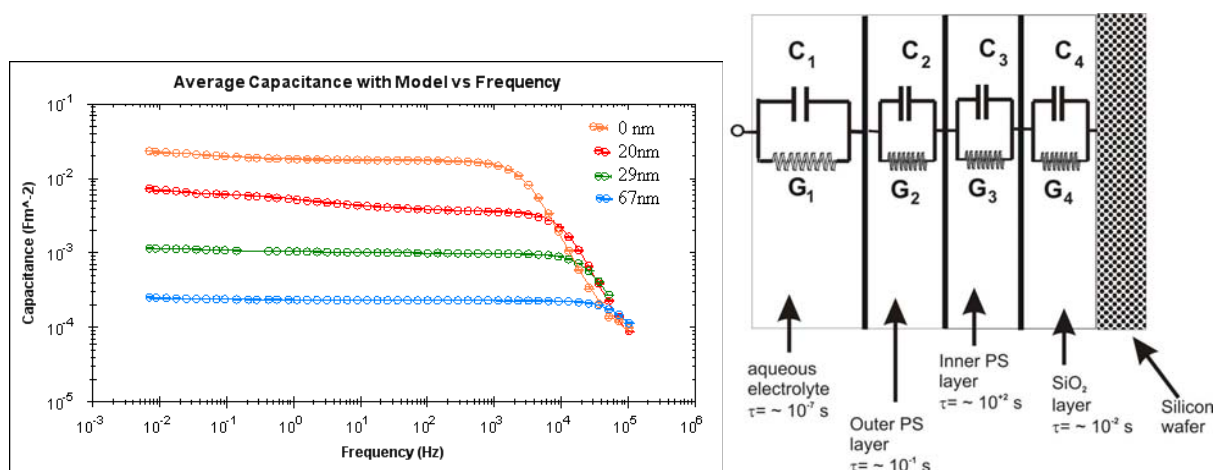 Average Capacitance with Model vs Frequency
10^-1
10^-2
10^-3
10^-4
10^-5
Capacitance (Fm^-2)
0 nm
20nm
29nm
67nm
10^-3 10^-2 10^-1 10^0 10^1 10^2 10^3 10^4 10^5 10^6
Frequency (Hz)
C1 C2 C3 C4
G1 G2 G3 G4
aqueous
electrolyte
τ= ~ 10^-7 s
Outer PS
layer
τ= ~ 10^-1 s
Inner PS
layer
τ= ~ 10^+2 s
SiO2
layer
τ= ~ 10^-2 s
Silicon
wafer